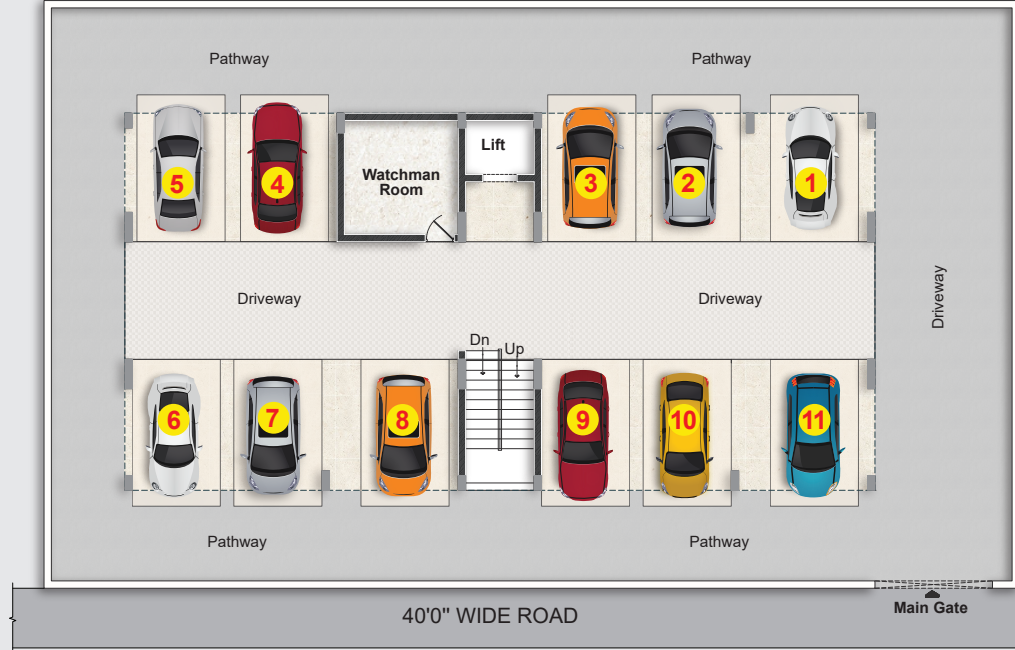 Pathway
Pathway
5
4
Watchman
Room
Lift
3
2
1
Driveway
Driveway
Driveway
Dn
Up
6
7
8
9
10
11
Pathway
Pathway
40'0" WIDE ROAD
Main Gate